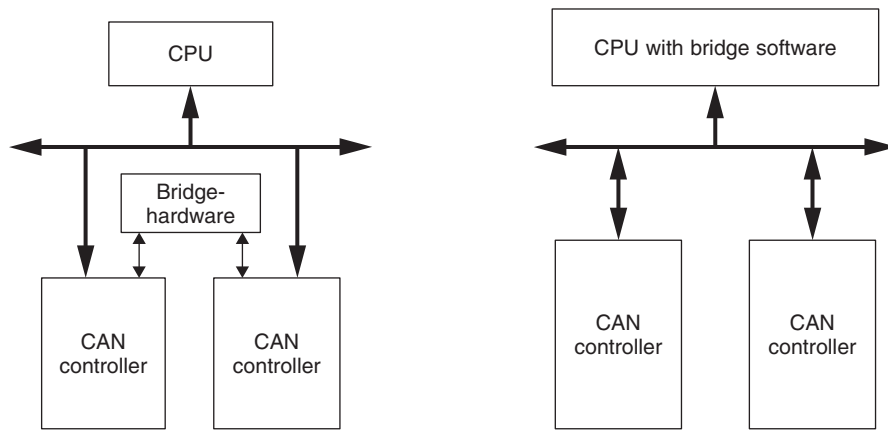 CPU
Bridge-
hardware
CAN
controller
CAN
controller
CPU with bridge software
CAN
controller
CAN
controller